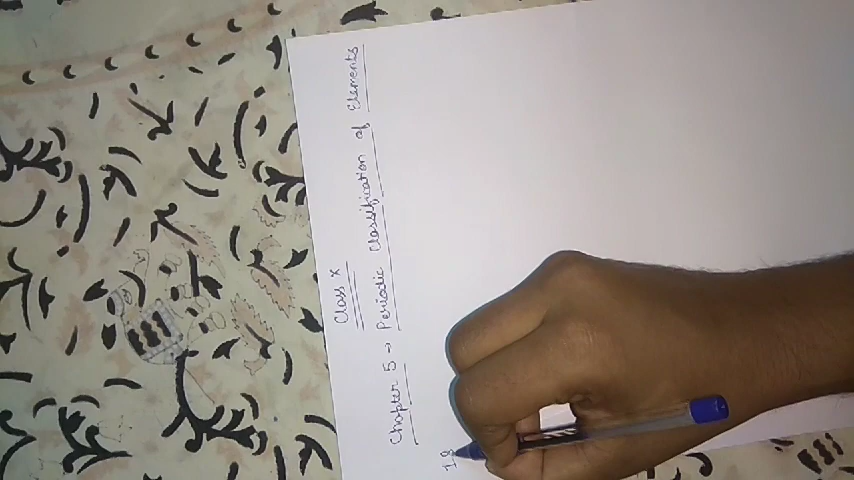 Class X
Chapter 5 → Periodic Classification of Elements